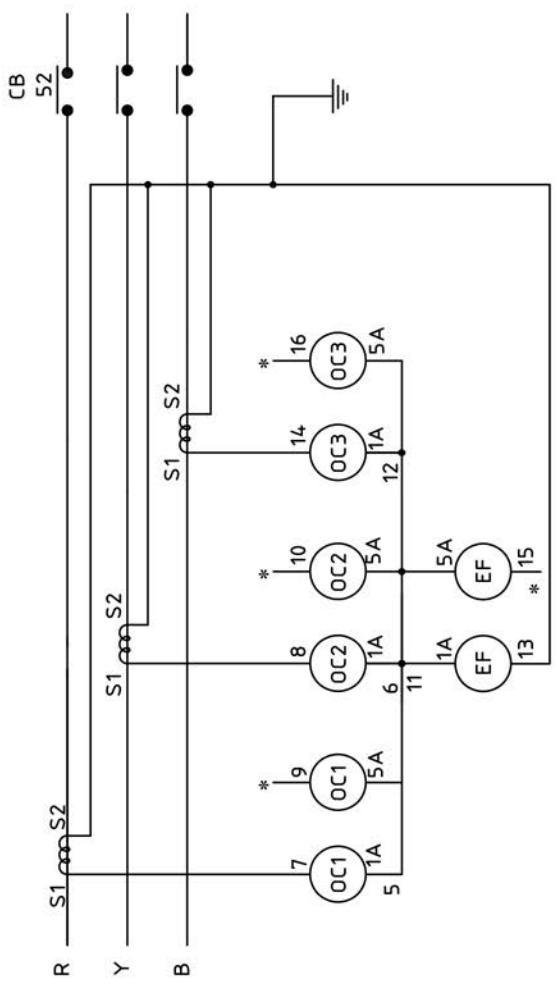 CB
52
R
S1 S2
Y
S1 S2
B
S1 S2
7 * 9 8 * 10 14 * 16
OC1 OC1 OC2 OC2 OC3 OC3
1A 5A 1A 5A 1A 5A
5 6 12
11
1A 5A
EF EF
13 * 15